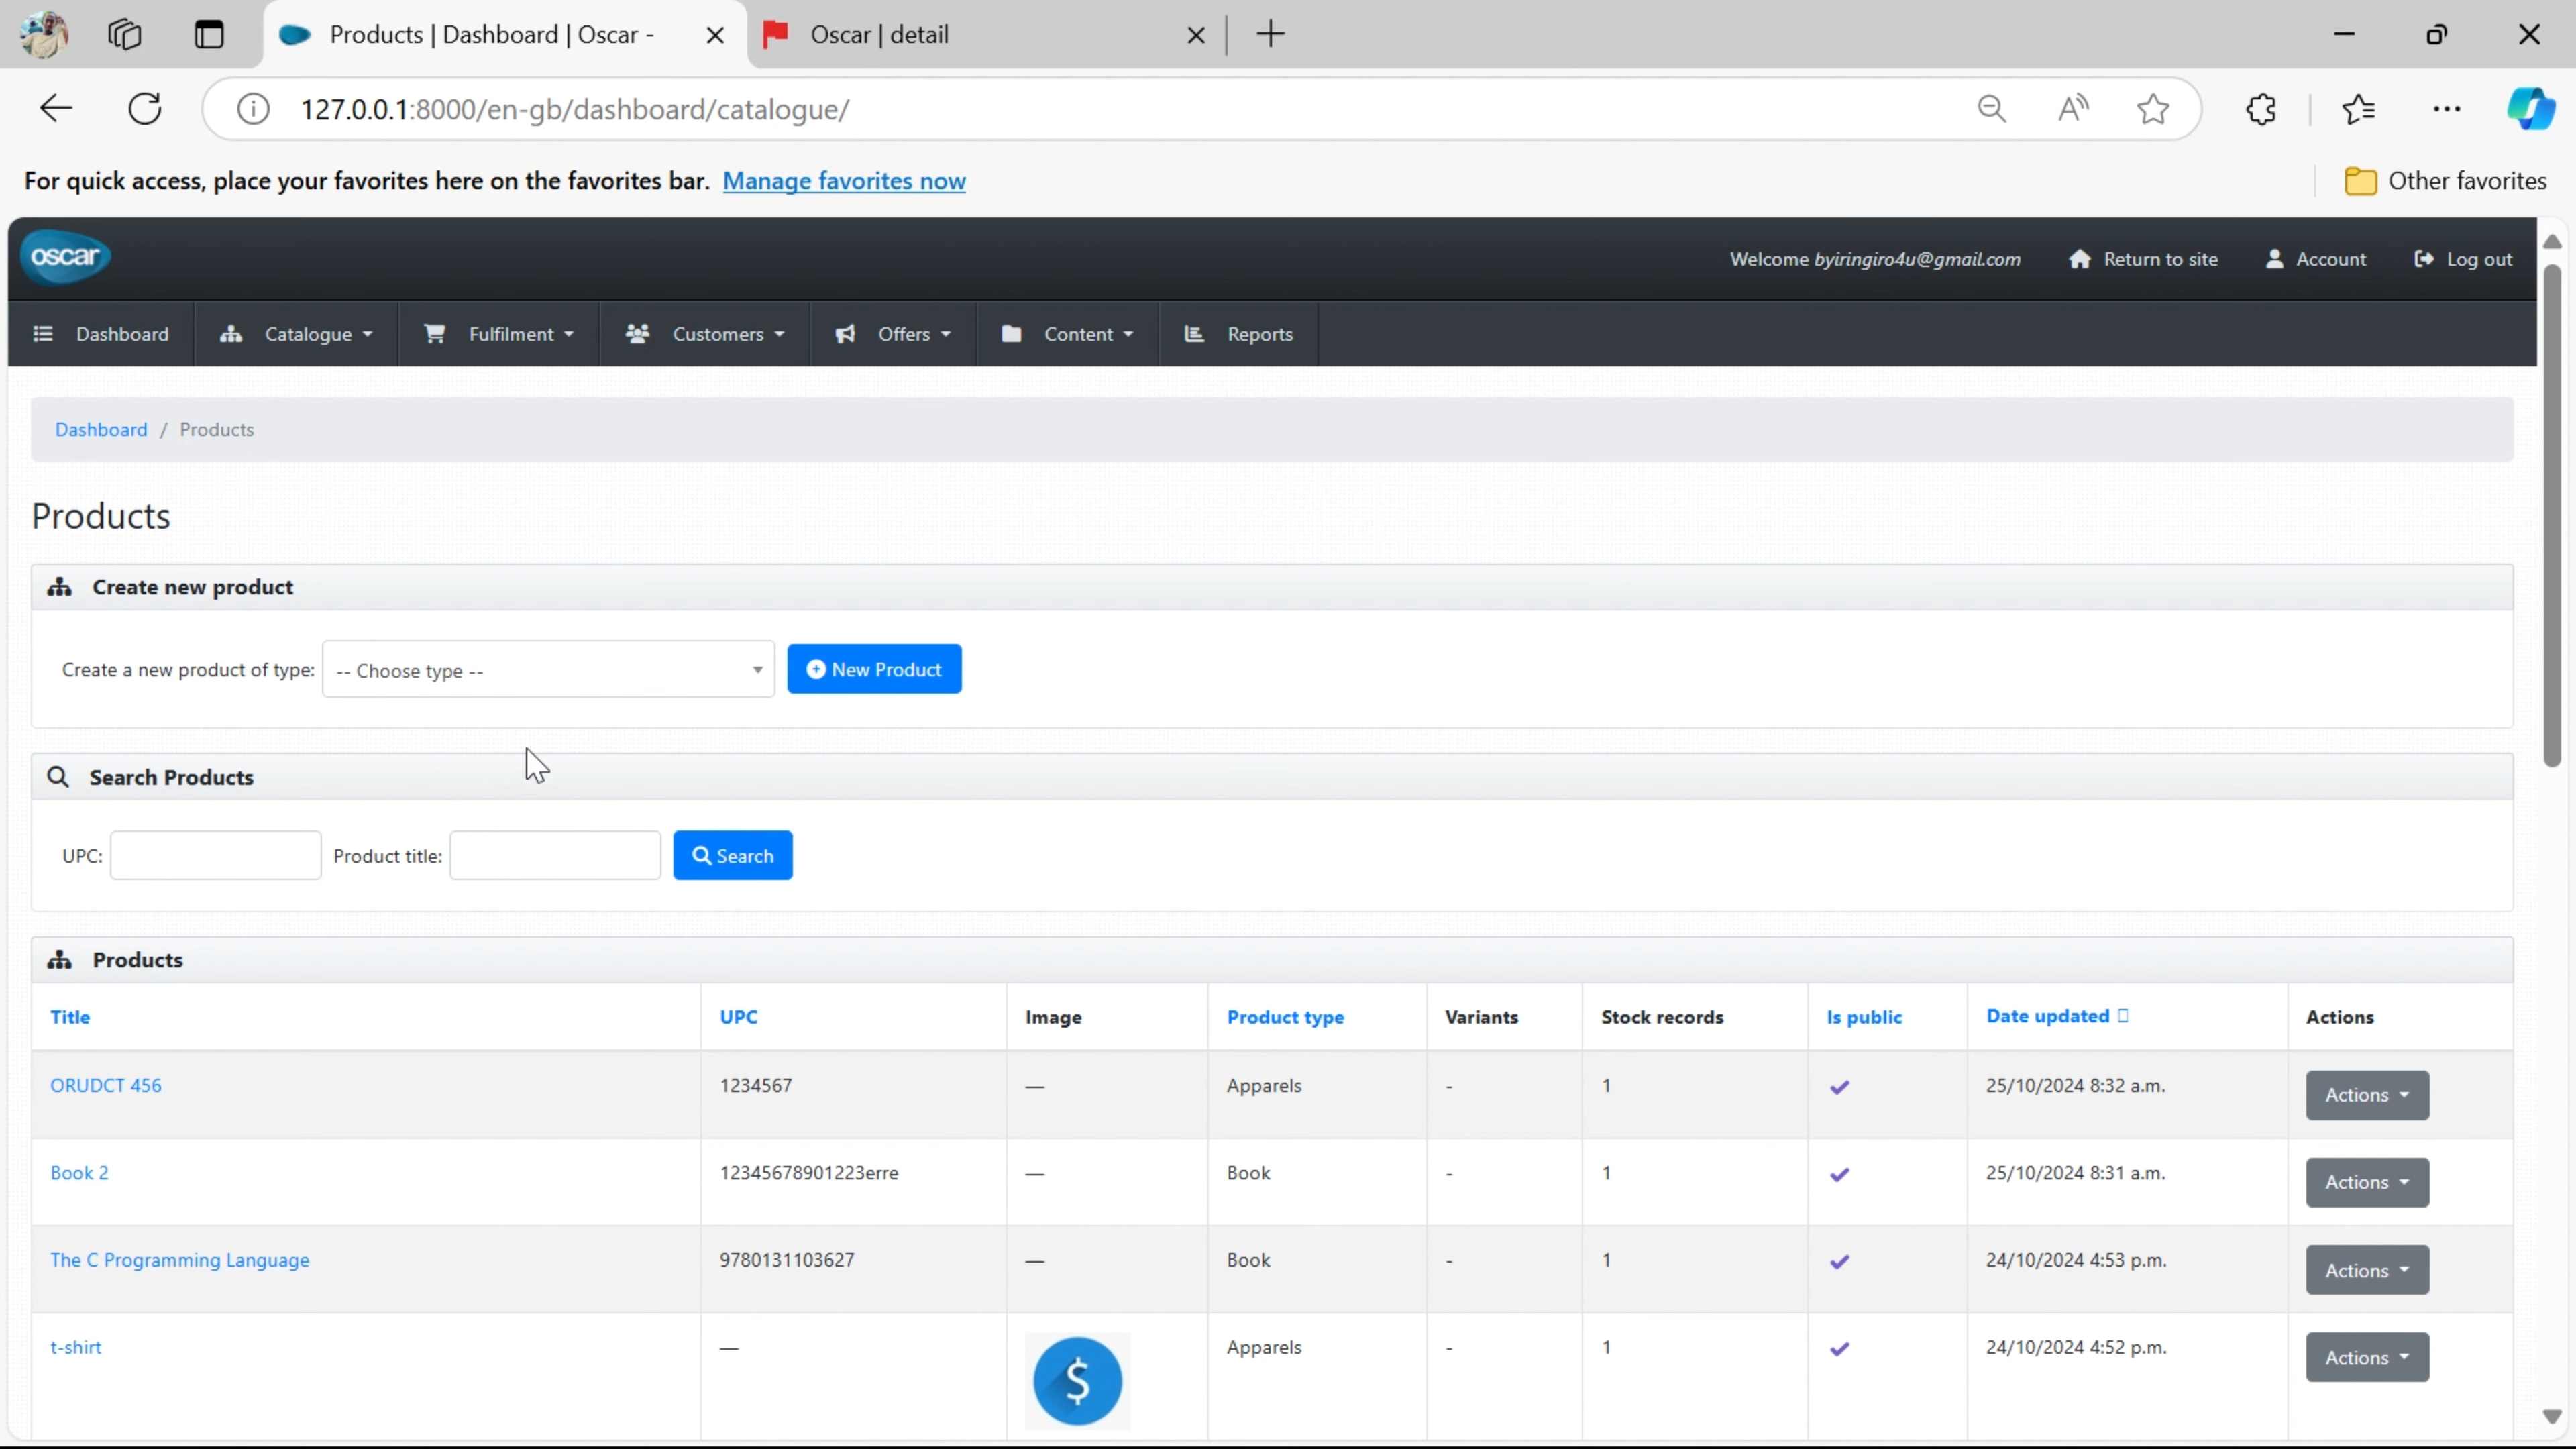 Products | Dashboard | Oscar -
Oscar | detail
127.0.0.1:8000/en-gb/dashboard/catalogue/
For quick access, place your favorites here on the favorites bar. Manage favorites now
Other favorites
oscar
Welcome byiringiro4u@gmail.com Return to site Account Log out
Dashboard Catalogue Fulfilment Customers Offers Content Reports
Dashboard / Products
Products
Create new product
Create a new product of type: -- Choose type -- New Product
Search Products
UPC: Product title: Search
Products
Title UPC Image Product type Variants Stock records Is public Date updated Actions
ORUDCT 456 1234567 — Apparels - 1 25/10/2024 8:32 a.m. Actions
Book 2 12345678901223erre — Book - 1 25/10/2024 8:31 a.m. Actions
The C Programming Language 9780131103627 — Book - 1 24/10/2024 4:53 p.m. Actions
t-shirt — $ Apparels - 1 24/10/2024 4:52 p.m. Actions